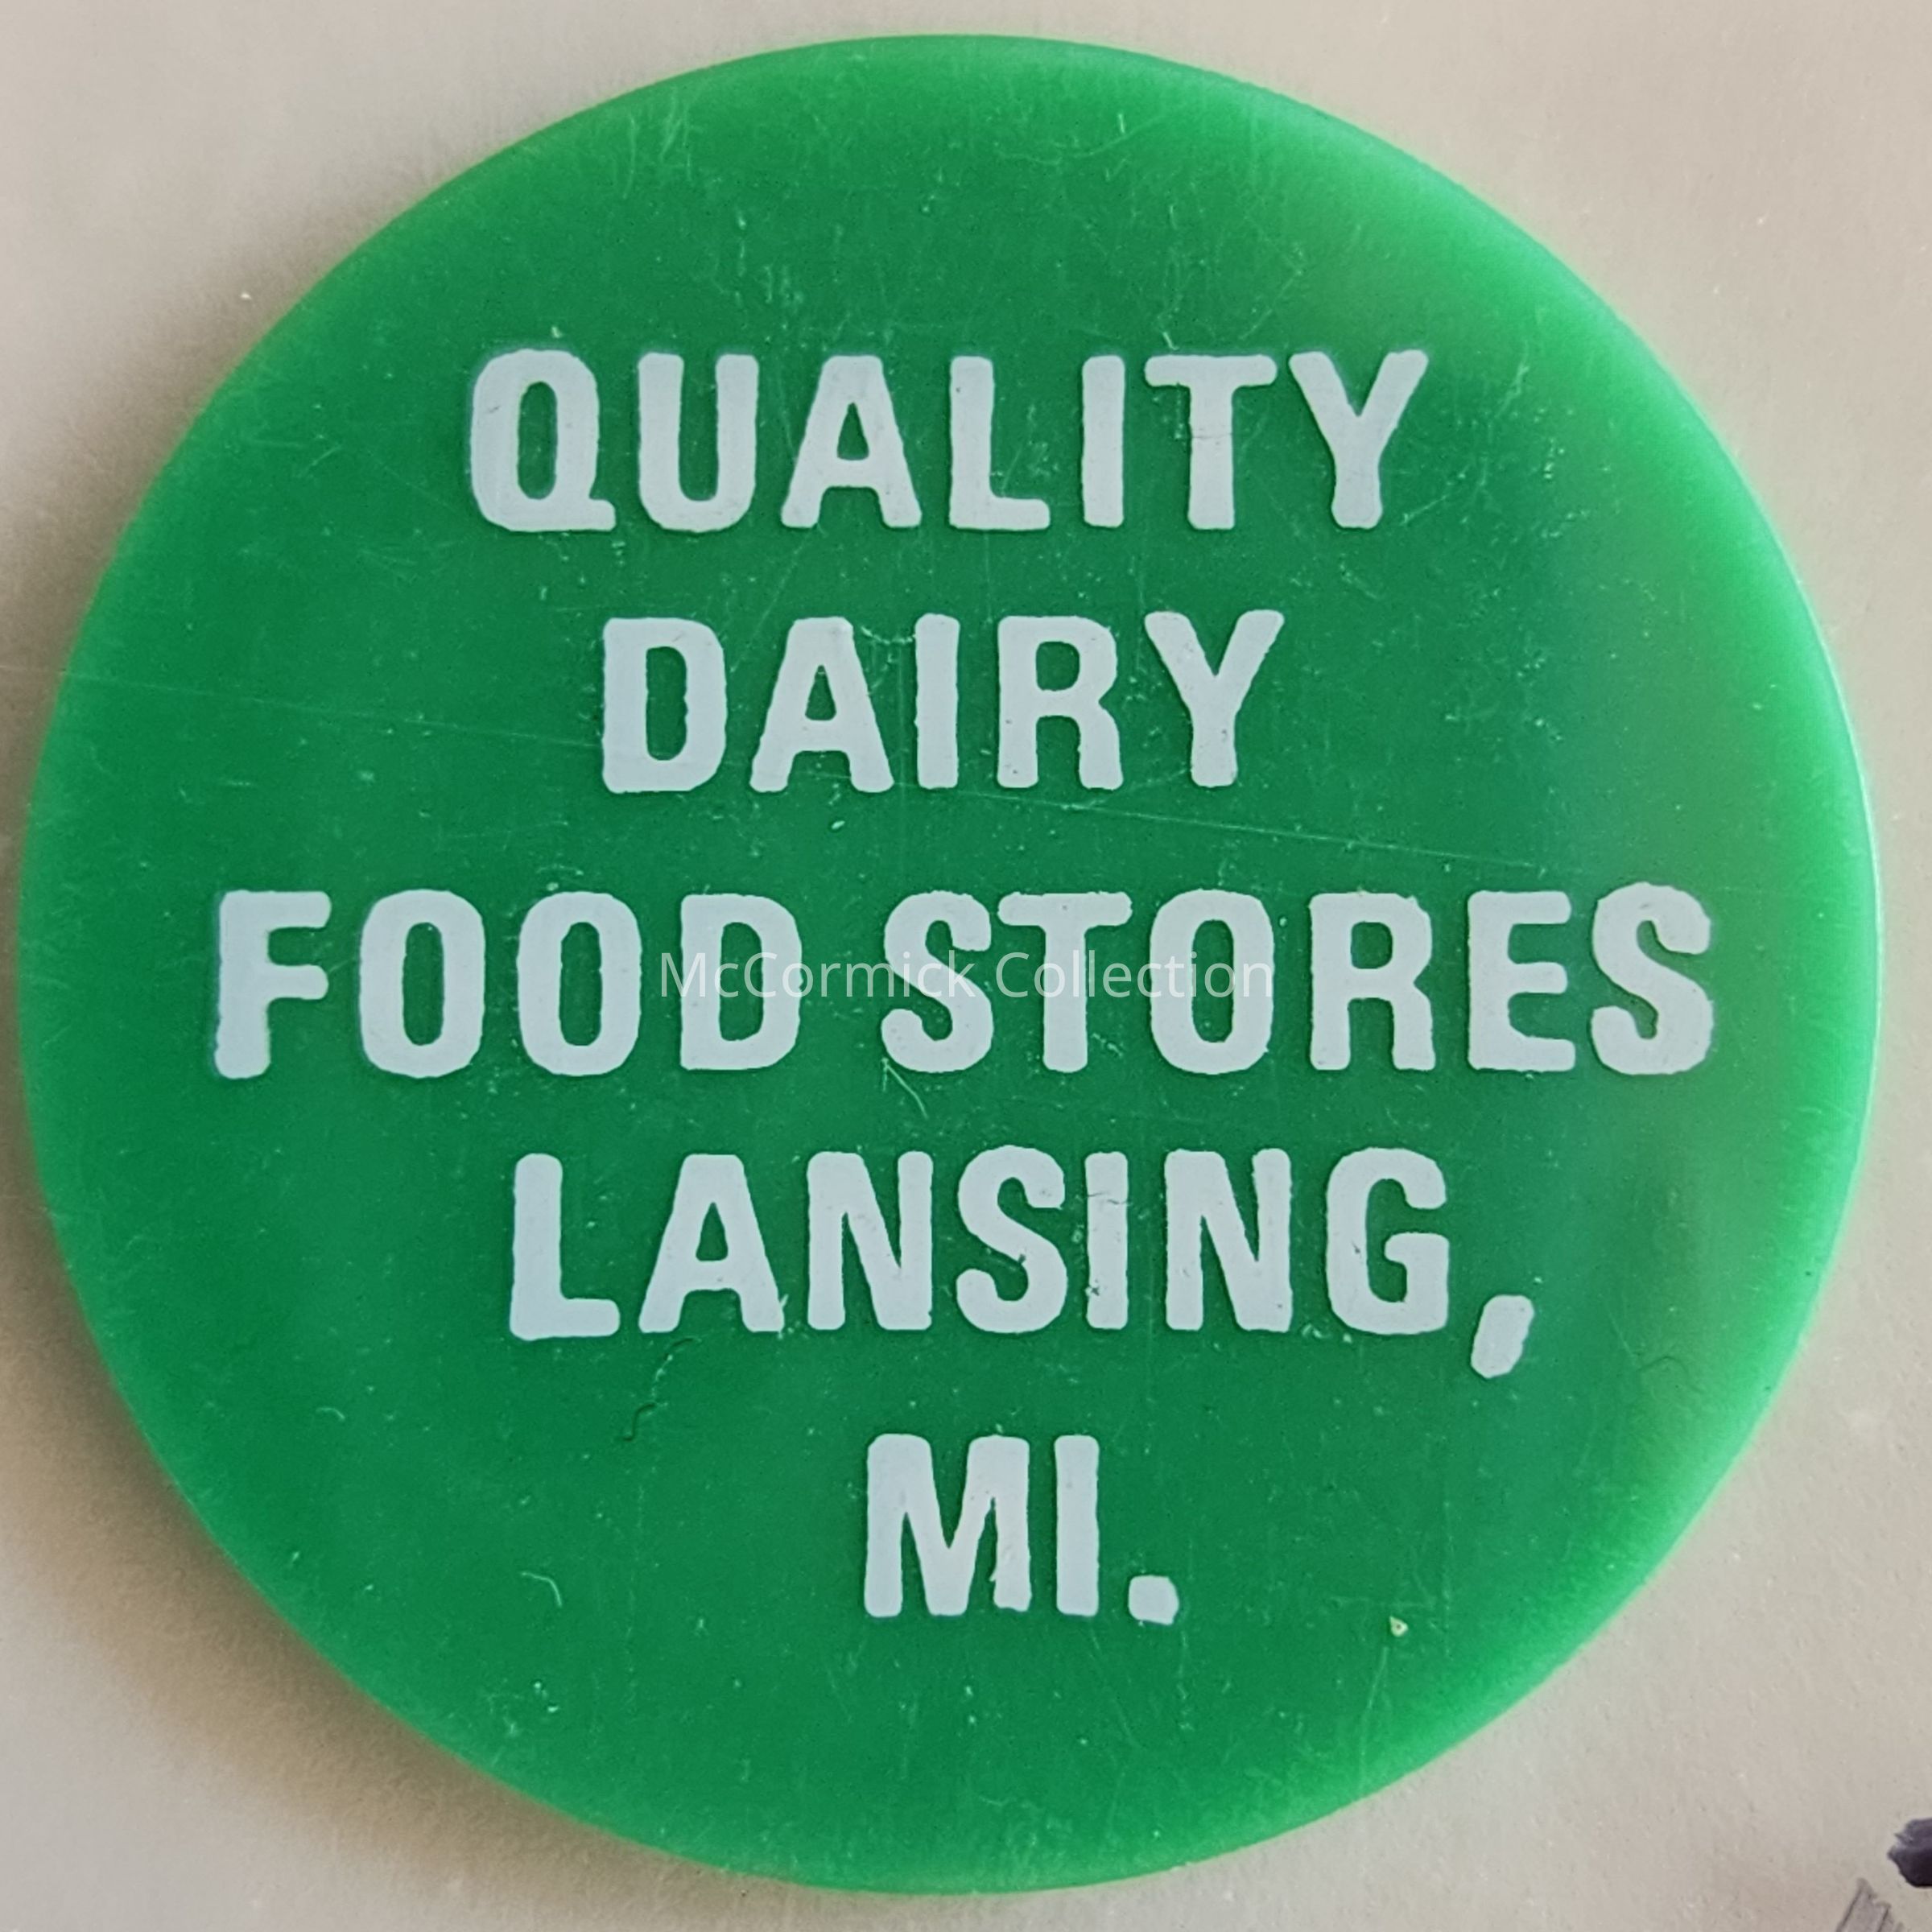 QUALITY
DAIRY
FOOD STORES
McCormick Collection
LANSING,
MI.